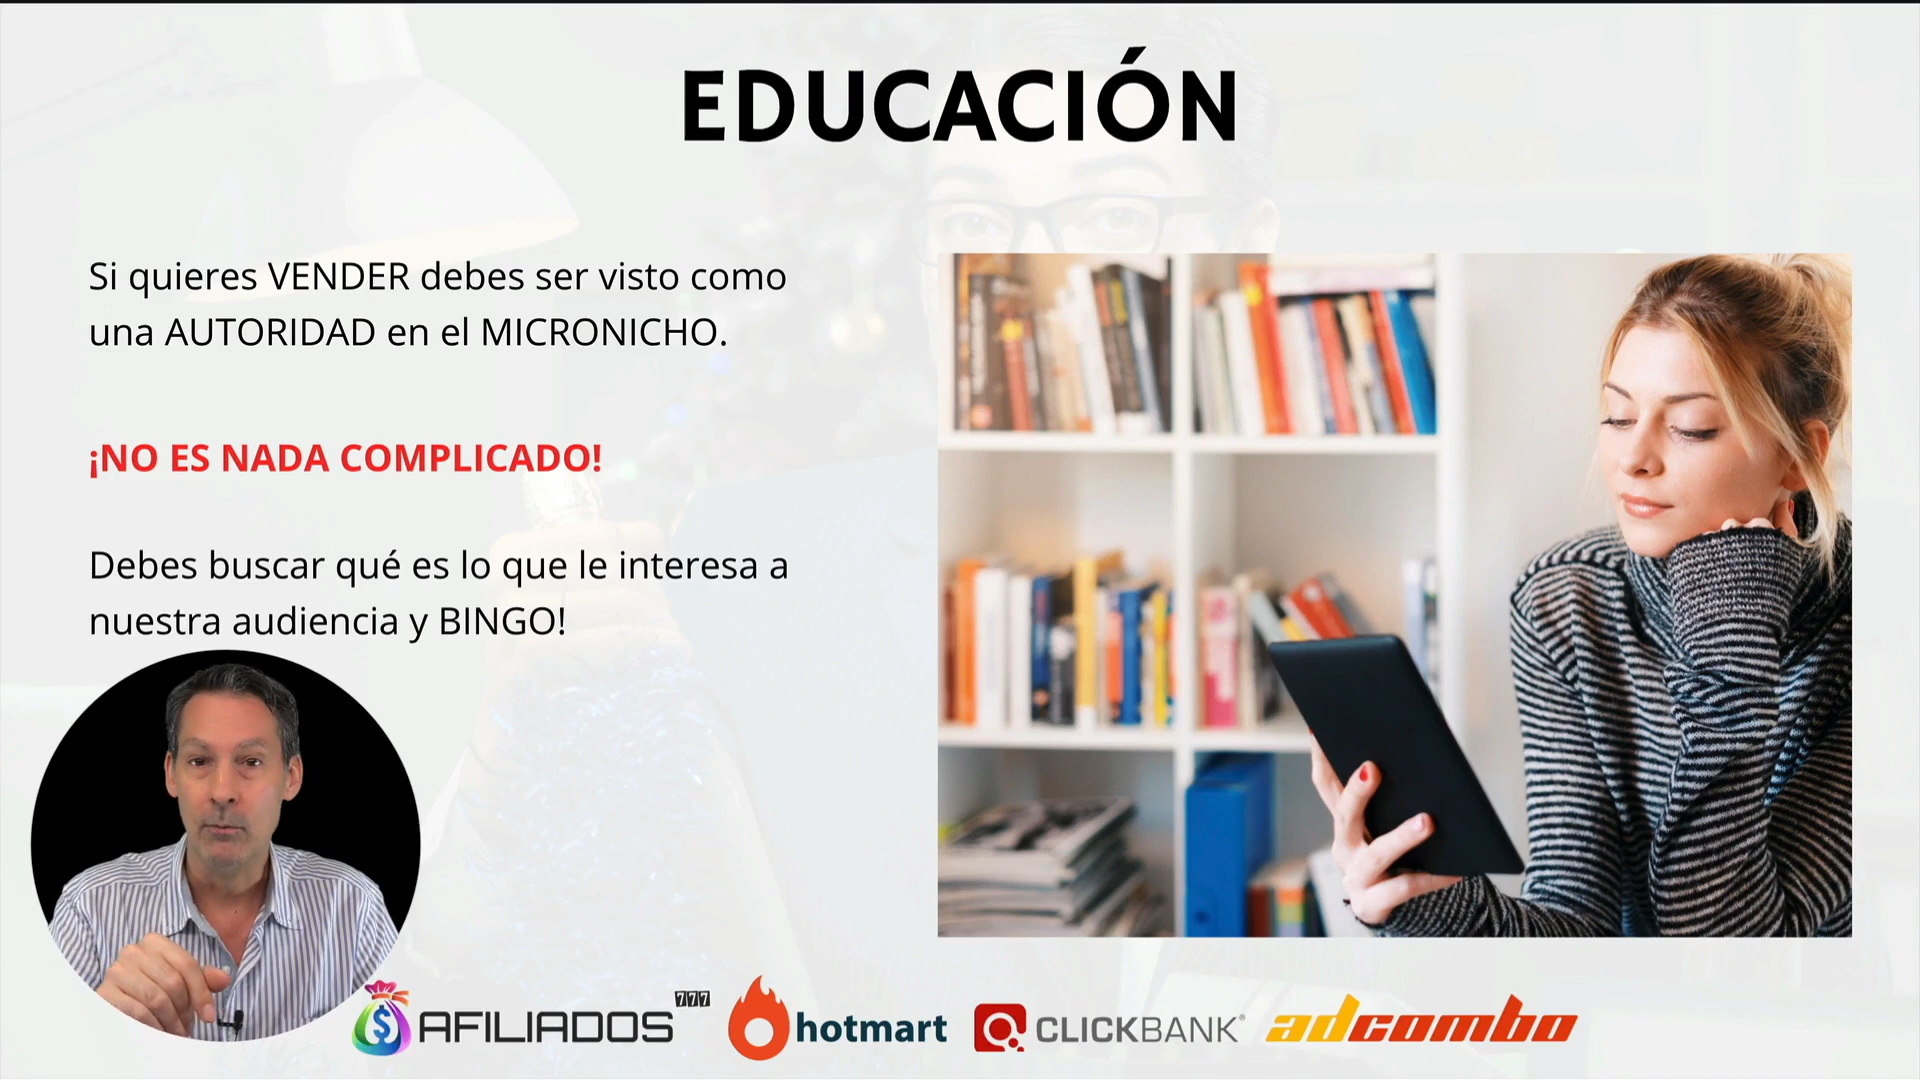 EDUCACIÓN
Si quieres VENDER debes ser visto como
una AUTORIDAD en el MICRONICHO.
¡NO ES NADA COMPLICADO!
Debes buscar qué es lo que le interesa a
nuestra audiencia y BINGO!
AFILIADOS 777
hotmart
CLICKBANK®
adcombo